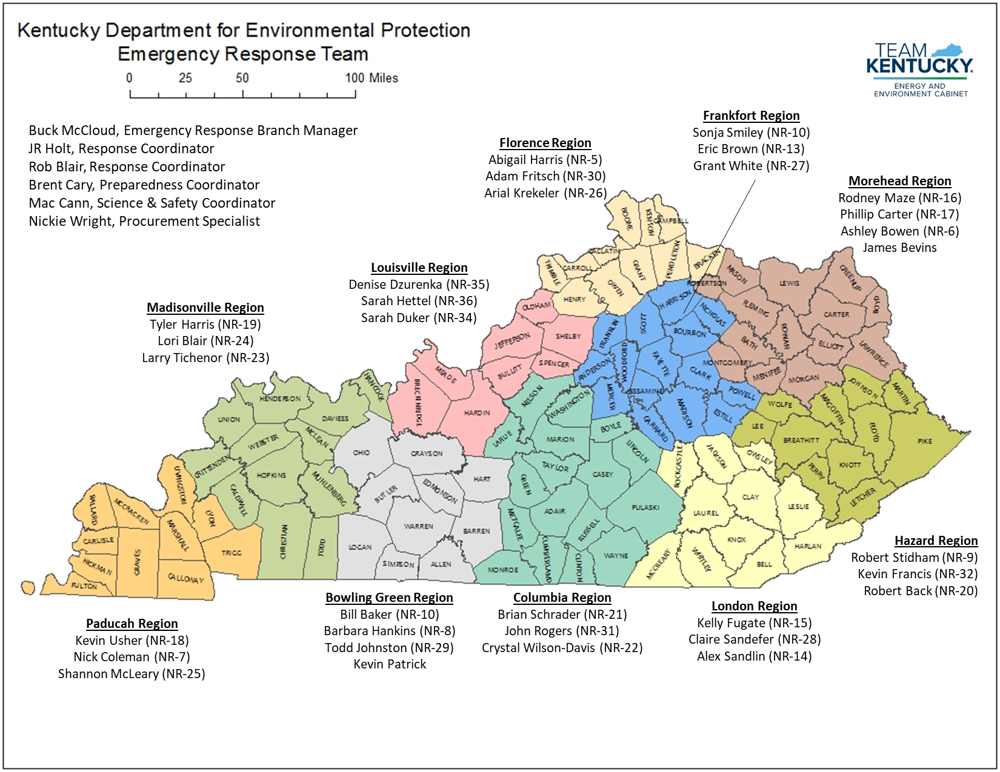 Kentucky Department for Environmental Protection
Emergency Response Team
0 25 50 100 Miles
TEAM
KENTUCKY
ENERGY AND
ENVIRONMENT CABINET
Buck McCloud, Emergency Response Branch Manager
JR Holt, Response Coordinator
Rob Blair, Response Coordinator
Brent Cary, Preparedness Coordinator
Mac Cann, Science & Safety Coordinator
Nickie Wright, Procurement Specialist
Frankfort Region
Sonja Smiley (NR-10)
Eric Brown (NR-13)
Grant White (NR-27)
Florence Region
Abigail Harris (NR-5)
Adam Fritsch (NR-30)
Arial Krekeler (NR-26)
Morehead Region
Rodney Maze (NR-16)
Phillip Carter (NR-17)
Ashley Bowen (NR-6)
James Bevins
Louisville Region
Denise Dzurenka (NR-35)
Sarah Hettel (NR-36)
Sarah Duker (NR-34)
Madisonville Region
Tyler Harris (NR-19)
Lori Blair (NR-24)
Larry Tichenor (NR-23)
BOONE
KENTON
CAMPBELL
GALLATIN
PENDLETON
BRACKEN
TRIMBLE
CARROLL
GRANT
OWEN
HENRY
ROBERTSON
MASON
LEWIS
GREENUP
BOYD
OLDHAM
HARRISON
NICHOLAS
FLEMING
CARTER
SCOTT
FRANKLIN
BOURBON
ROWAN
JEFFERSON
SHELBY
BATH
ELLIOTT
LAWRENCE
WOODFORD
FAYETTE
MONTGOMERY
SPENCER
ANDERSON
CLARK
MENIFEE
MORGAN
MEADE
BULLITT
HANCOCK
JESSAMINE
POWELL
JOHNSON
MARTIN
BRECKINRIDGE
NELSON
WASHINGTON
MERCER
MADISON
ESTILL
WOLFE
MAGOFFIN
HENDERSON
UNION
DAVIESS
HARDIN
BOYLE
GARRARD
LEE
FLOYD
BREATHITT
PIKE
WEBSTER
MCLEAN
LARUE
MARION
LINCOLN
OHIO
GRAYSON
ROCKCASTLE
JACKSON
OWSLEY
KNOTT
PERRY
CRITTENDEN
HOPKINS
TAYLOR
CASEY
HART
LIVINGSTON
MUHLENBERG
BUTLER
EDMONSON
GREEN
CALDWELL
CLAY
LESLIE
LETCHER
BALLARD
MCCRACKEN
ADAIR
PULASKI
LAUREL
LYON
WARREN
BARREN
METCALFE
RUSSELL
MARSHALL
CARLISLE
KNOX
HARLAN
CHRISTIAN
TODD
LOGAN
TRIGG
GRAVES
HICKMAN
SIMPSON
ALLEN
MONROE
CUMBERLAND
CLINTON
WAYNE
MCCREARY
WHITLEY
BELL
FULTON
CALLOWAY
Hazard Region
Robert Stidham (NR-9)
Kevin Francis (NR-32)
Robert Back (NR-20)
Bowling Green Region
Bill Baker (NR-10)
Barbara Hankins (NR-8)
Todd Johnston (NR-29)
Kevin Patrick
Columbia Region
Brian Schrader (NR-21)
John Rogers (NR-31)
Crystal Wilson-Davis (NR-22)
London Region
Kelly Fugate (NR-15)
Claire Sandefer (NR-28)
Alex Sandlin (NR-14)
Paducah Region
Kevin Usher (NR-18)
Nick Coleman (NR-7)
Shannon McLeary (NR-25)